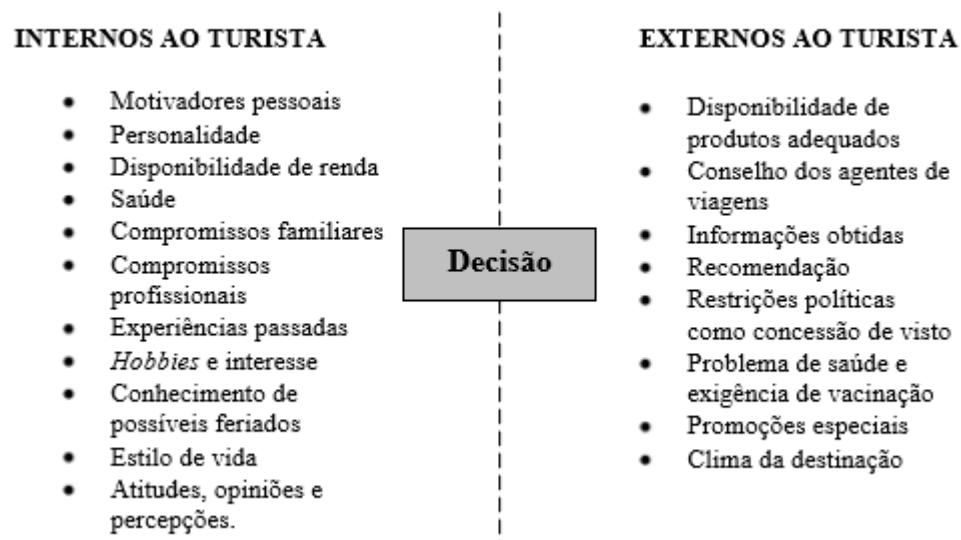 INTERNOS AO TURISTA
• Motivadores pessoais
• Personalidade
• Disponibilidade de renda
• Saúde
• Compromissos familiares
• Compromissos
profissionais
• Experiências passadas
• Hobbies e interesse
• Conhecimento de
possíveis feriados
• Estilo de vida
• Atitudes, opiniões e
percepções.
Decisão
EXTERNOS AO TURISTA
• Disponibilidade de
produtos adequados
• Conselho dos agentes de
viagens
• Informações obtidas
• Recomendação
• Restrições políticas
como concessão de visto
• Problema de saúde e
exigência de vacinação
• Promoções especiais
• Clima da destinação